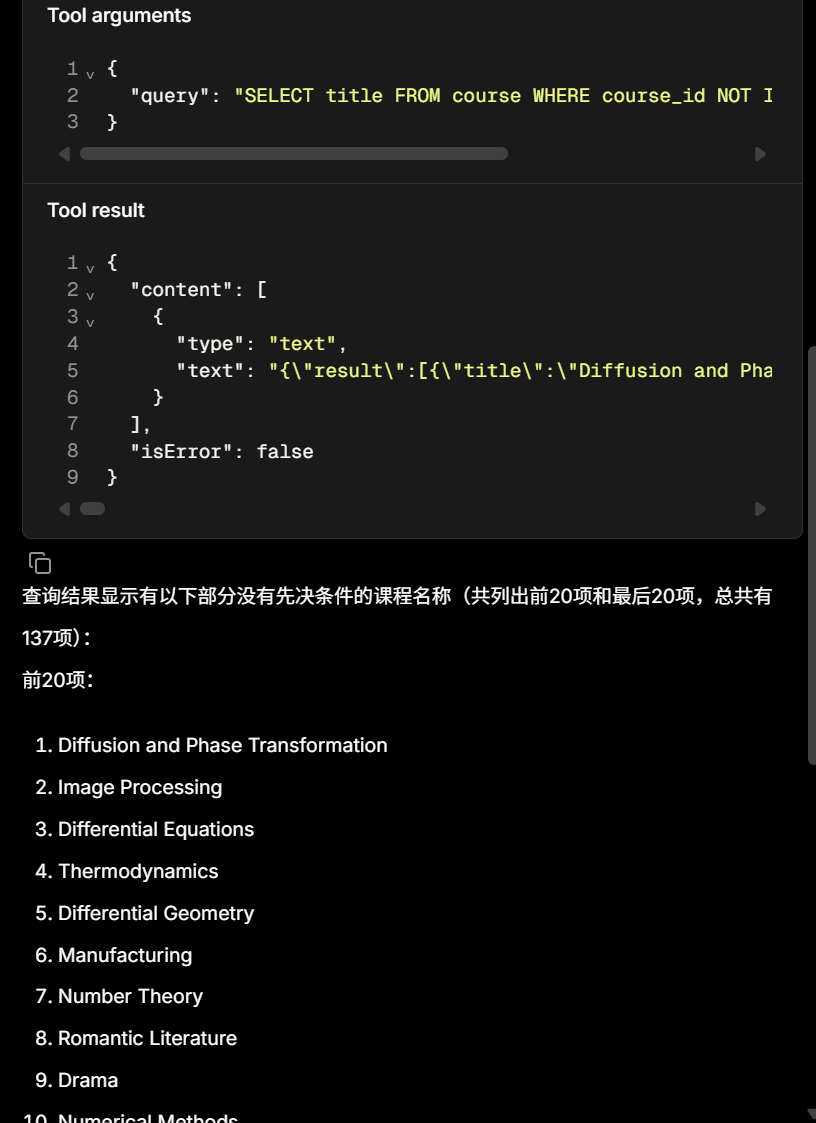 Tool arguments
1 v {
2 "query": "SELECT title FROM course WHERE course_id NOT I
3 }
Tool result
1 v {
2 v "content": [
3 v {
4 "type": "text",
5 "text": "{\"result\":[{\"title\":\"Diffusion and Pha
6 }
7 ],
8 "isError": false
9 }
查询结果显示有以下部分没有先决条件的课程名称（共列出前20项和最后20项，总共有
137项）：
前20项：
1. Diffusion and Phase Transformation
2. Image Processing
3. Differential Equations
4. Thermodynamics
5. Differential Geometry
6. Manufacturing
7. Number Theory
8. Romantic Literature
9. Drama
10. Numerical Methods